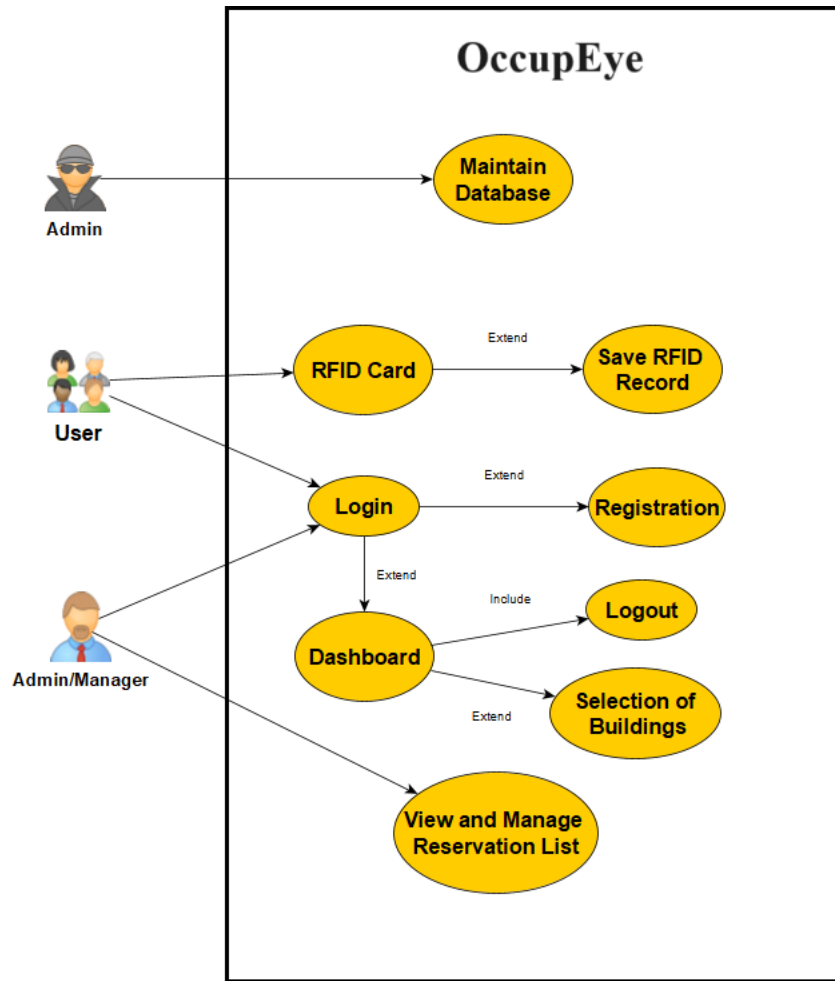 OccupEye
Maintain
Database
Admin
RFID Card
Extend
Save RFID
Record
User
Login
Extend
Registration
Extend
Include
Logout
Dashboard
Admin/Manager
Selection of
Buildings
Extend
View and Manage
Reservation List